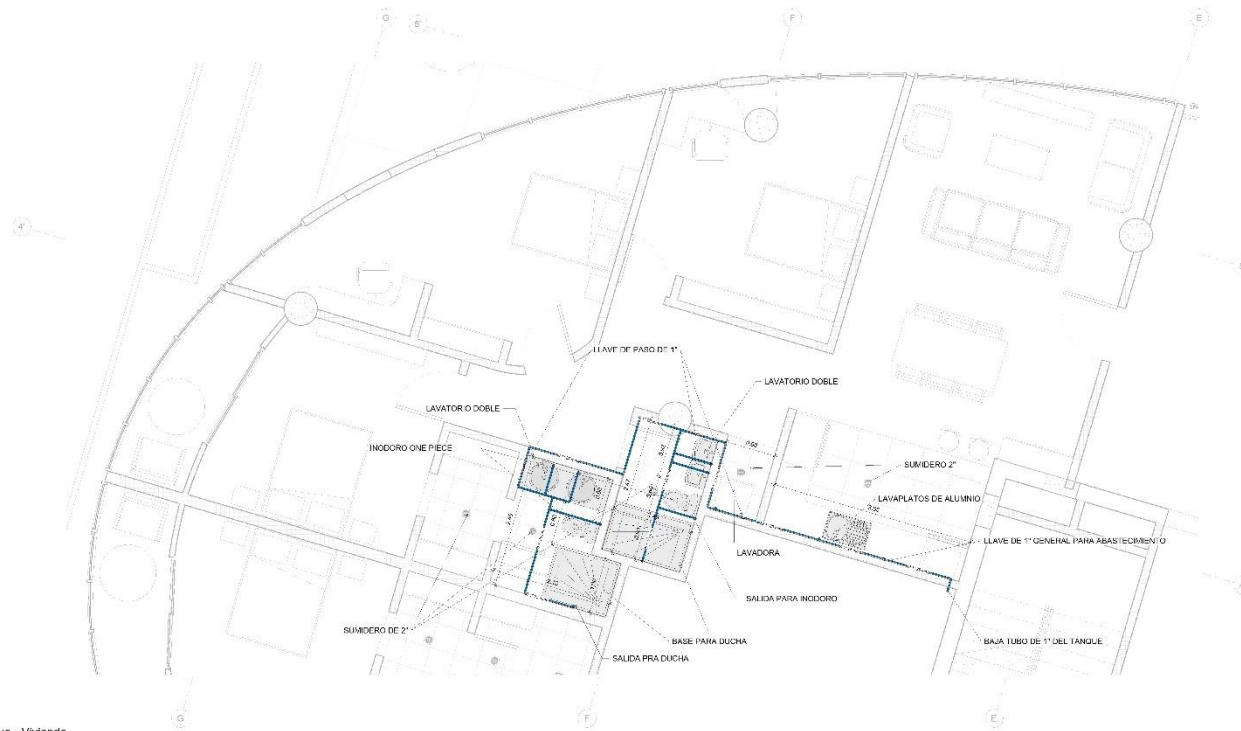 G
6'
F
E
4'
LLAVE DE PASO DE 1"
LAVATORIO DOBLE
LAVATORIO DOBLE
INODORO ONE PIECE
SUMIDERO 2"
LAVAPLATOS DE ALUMNIO
LAVADORA
LLAVE DE 1" GENERAL PARA ABASTECIMIENTO
SALIDA PARA INODORO
SUMIDERO DE 2"
BASE PARA DUCHA
BAJA TUBO DE 1" DEL TANQUE
SALIDA PRA DUCHA
G
F
E
Vivienda